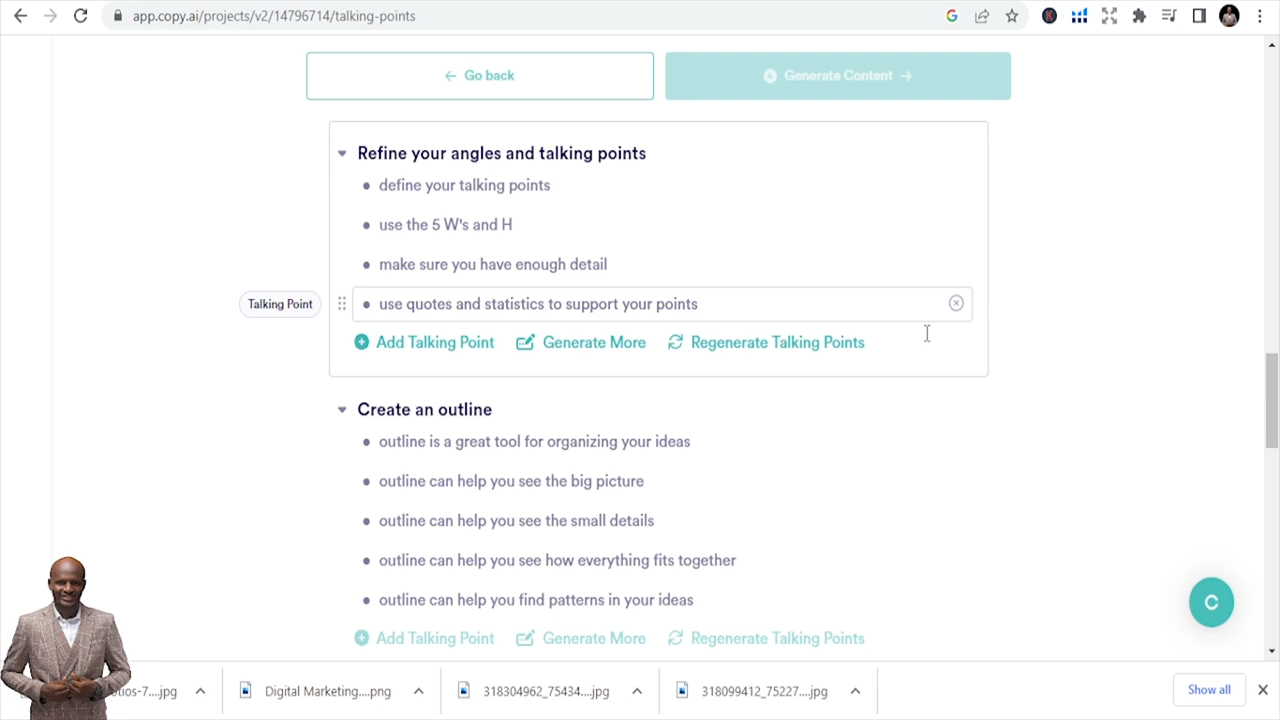 app.copy.ai/projects/v2/14796714/talking-points
Go back
Generate Content
Refine your angles and talking points
define your talking points
use the 5 W's and H
make sure you have enough detail
Talking Point
use quotes and statistics to support your points
Add Talking Point Generate More Regenerate Talking Points
Create an outline
outline is a great tool for organizing your ideas
outline can help you see the big picture
outline can help you see the small details
outline can help you see how everything fits together
outline can help you find patterns in your ideas
Add Talking Point Generate More Regenerate Talking Points
C
otios-7....jpg Digital Marketing....png 318304962_75434....jpg 318099412_75227....jpg Show all